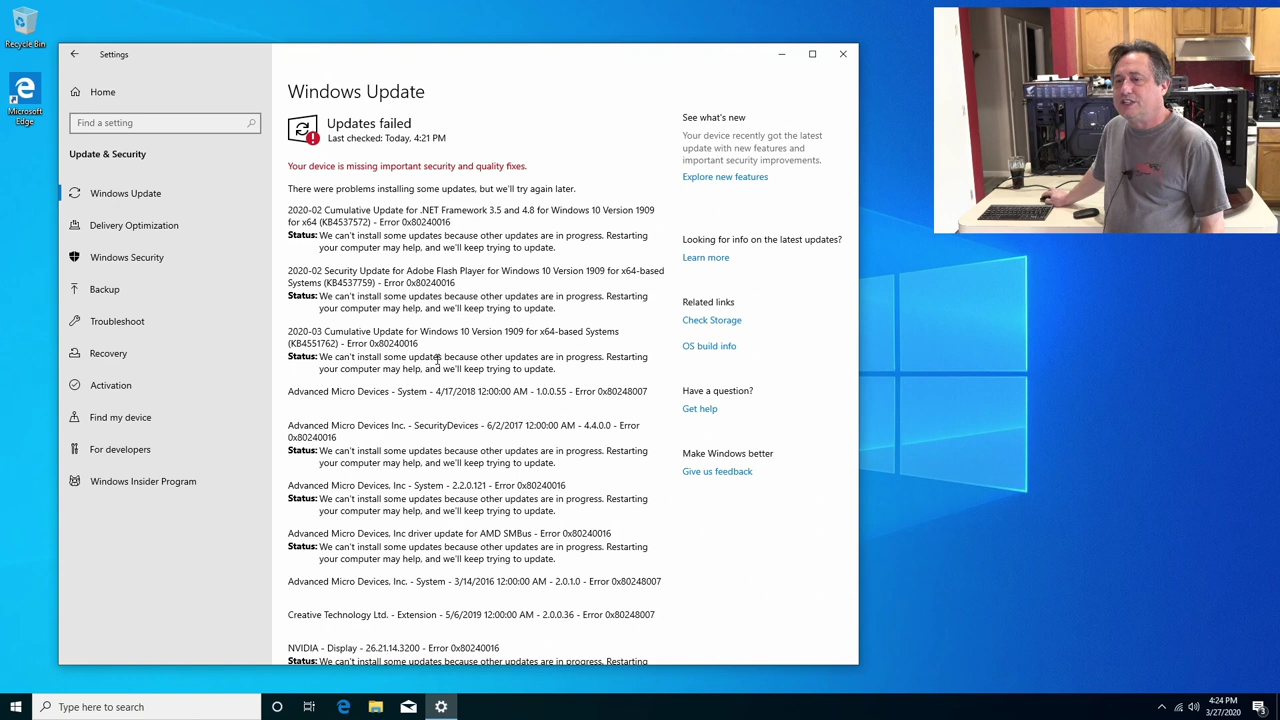 Recycle Bin
Microsoft
Edge
Settings
Home
Find a setting
Update & Security
Windows Update
Delivery Optimization
Windows Security
Backup
Troubleshoot
Recovery
Activation
Find my device
For developers
Windows Insider Program
Windows Update
Updates failed
Last checked: Today, 4:21 PM
Your device is missing important security and quality fixes.
There were problems installing some updates, but we'll try again later.
2020-02 Cumulative Update for .NET Framework 3.5 and 4.8 for Windows 10 Version 1909
for x64 (KB4537572) - Error 0x80240016
Status: We can't install some updates because other updates are in progress. Restarting
your computer may help, and we'll keep trying to update.
2020-02 Security Update for Adobe Flash Player for Windows 10 Version 1909 for x64-based
Systems (KB4537759) - Error 0x80240016
Status: We can't install some updates because other updates are in progress. Restarting
your computer may help, and we'll keep trying to update.
2020-03 Cumulative Update for Windows 10 Version 1909 for x64-based Systems
(KB4551762) - Error 0x80240016
Status: We can't install some updates because other updates are in progress. Restarting
your computer may help, and we'll keep trying to update.
Advanced Micro Devices - System - 4/17/2018 12:00:00 AM - 1.0.0.55 - Error 0x80248007
Advanced Micro Devices Inc. - SecurityDevices - 6/2/2017 12:00:00 AM - 4.4.0.0 - Error
0x80240016
Status: We can't install some updates because other updates are in progress. Restarting
your computer may help, and we'll keep trying to update.
Advanced Micro Devices, Inc - System - 2.2.0.121 - Error 0x80240016
Status: We can't install some updates because other updates are in progress. Restarting
your computer may help, and we'll keep trying to update.
Advanced Micro Devices, Inc driver update for AMD SMBus - Error 0x80240016
Status: We can't install some updates because other updates are in progress. Restarting
your computer may help, and we'll keep trying to update.
Advanced Micro Devices, Inc. - System - 3/14/2016 12:00:00 AM - 2.0.1.0 - Error 0x80248007
Creative Technology Ltd. - Extension - 5/6/2019 12:00:00 AM - 2.0.0.36 - Error 0x80248007
NVIDIA - Display - 26.21.14.3200 - Error 0x80240016
Status: We can't install some updates because other updates are in progress. Restarting
See what's new
Your device recently got the latest
update with new features and
important security improvements.
Explore new features
Looking for info on the latest updates?
Learn more
Related links
Check Storage
OS build info
Have a question?
Get help
Make Windows better
Give us feedback
Type here to search
4:24 PM
3/27/2020
3